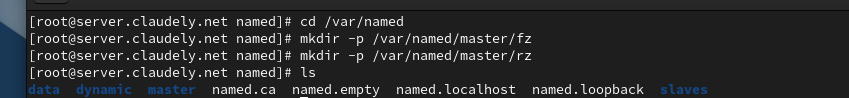 [root@server.claudely.net named]# cd /var/named
[root@server.claudely.net named]# mkdir -p /var/named/master/fz
[root@server.claudely.net named]# mkdir -p /var/named/master/rz
[root@server.claudely.net named]# ls
data dynamic master named.ca named.empty named.localhost named.loopback slaves